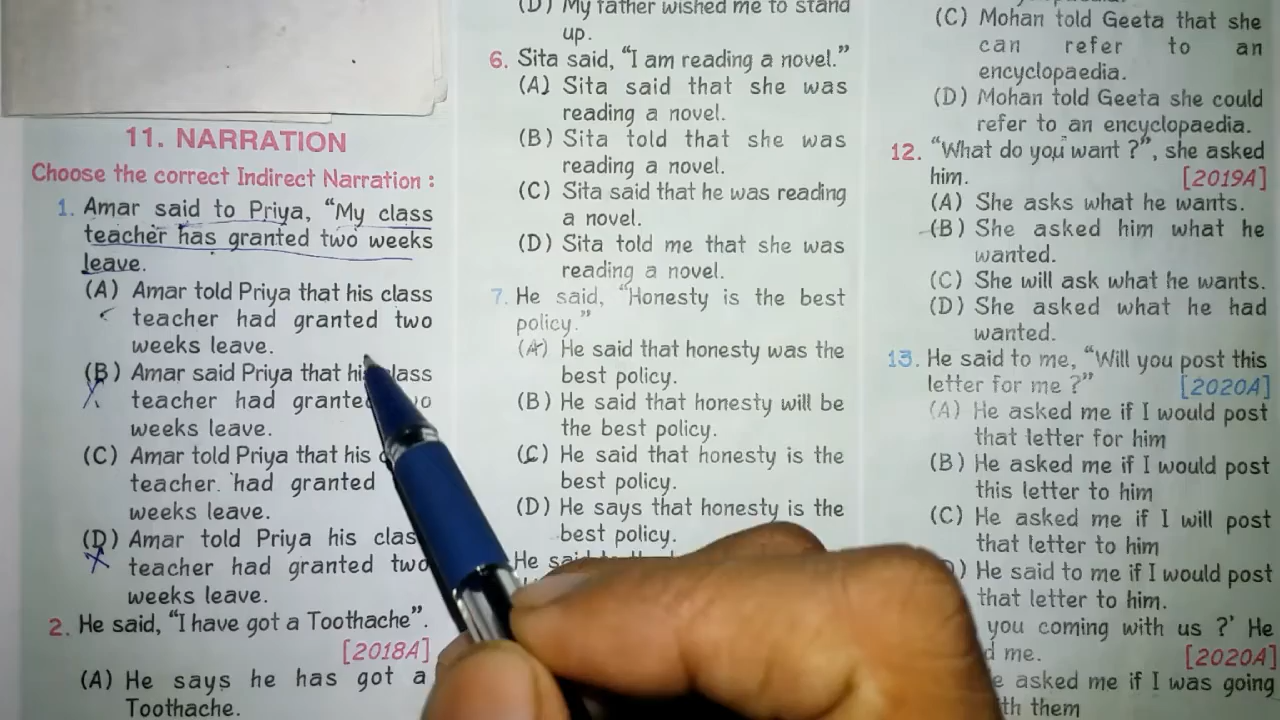 11. NARRATION
Choose the correct Indirect Narration :
1. Amar said to Priya, “My class
teacher has granted two weeks
leave.
(A) Amar told Priya that his class
teacher had granted two
weeks leave.
(B) Amar said Priya that his class
teacher had granted
weeks leave.
(C) Amar told Priya that his
teacher. had granted
weeks leave.
(D) Amar told Priya his class
teacher had granted two
weeks leave.
2. He said, “I have got a Toothache”.
[2018A]
(A) He says he has got a
Toothache.
(D) My father wished me to stand
up.
6. Sita said, “I am reading a novel.”
(A) Sita said that she was
reading a novel.
(B) Sita told that she was
reading a novel.
(C) Sita said that he was reading
a novel.
(D) Sita told me that she was
reading a novel.
7. He said, “Honesty is the best
policy.”
(A) He said that honesty was the
best policy.
(B) He said that honesty will be
the best policy.
(C) He said that honesty is the
best policy.
(D) He says that honesty is the
best policy.
He
(C) Mohan told Geeta that she
can refer to an
encyclopaedia.
(D) Mohan told Geeta she could
refer to an encyclopaedia.
12. “What do you want ?”, she asked
him. [2019A]
(A) She asks what he wants.
(B) She asked him what he
wanted.
(C) She will ask what he wants.
(D) She asked what he had
wanted.
13. He said to me, “Will you post this
letter for me ?” [2020A]
(A) He asked me if I would post
that letter for him
(B) He asked me if I would post
this letter to him
(C) He asked me if I will post
that letter to him
) He said to me if I would post
that letter to him.
you coming with us ?’ He
me. [2020A]
asked me if I was going
them